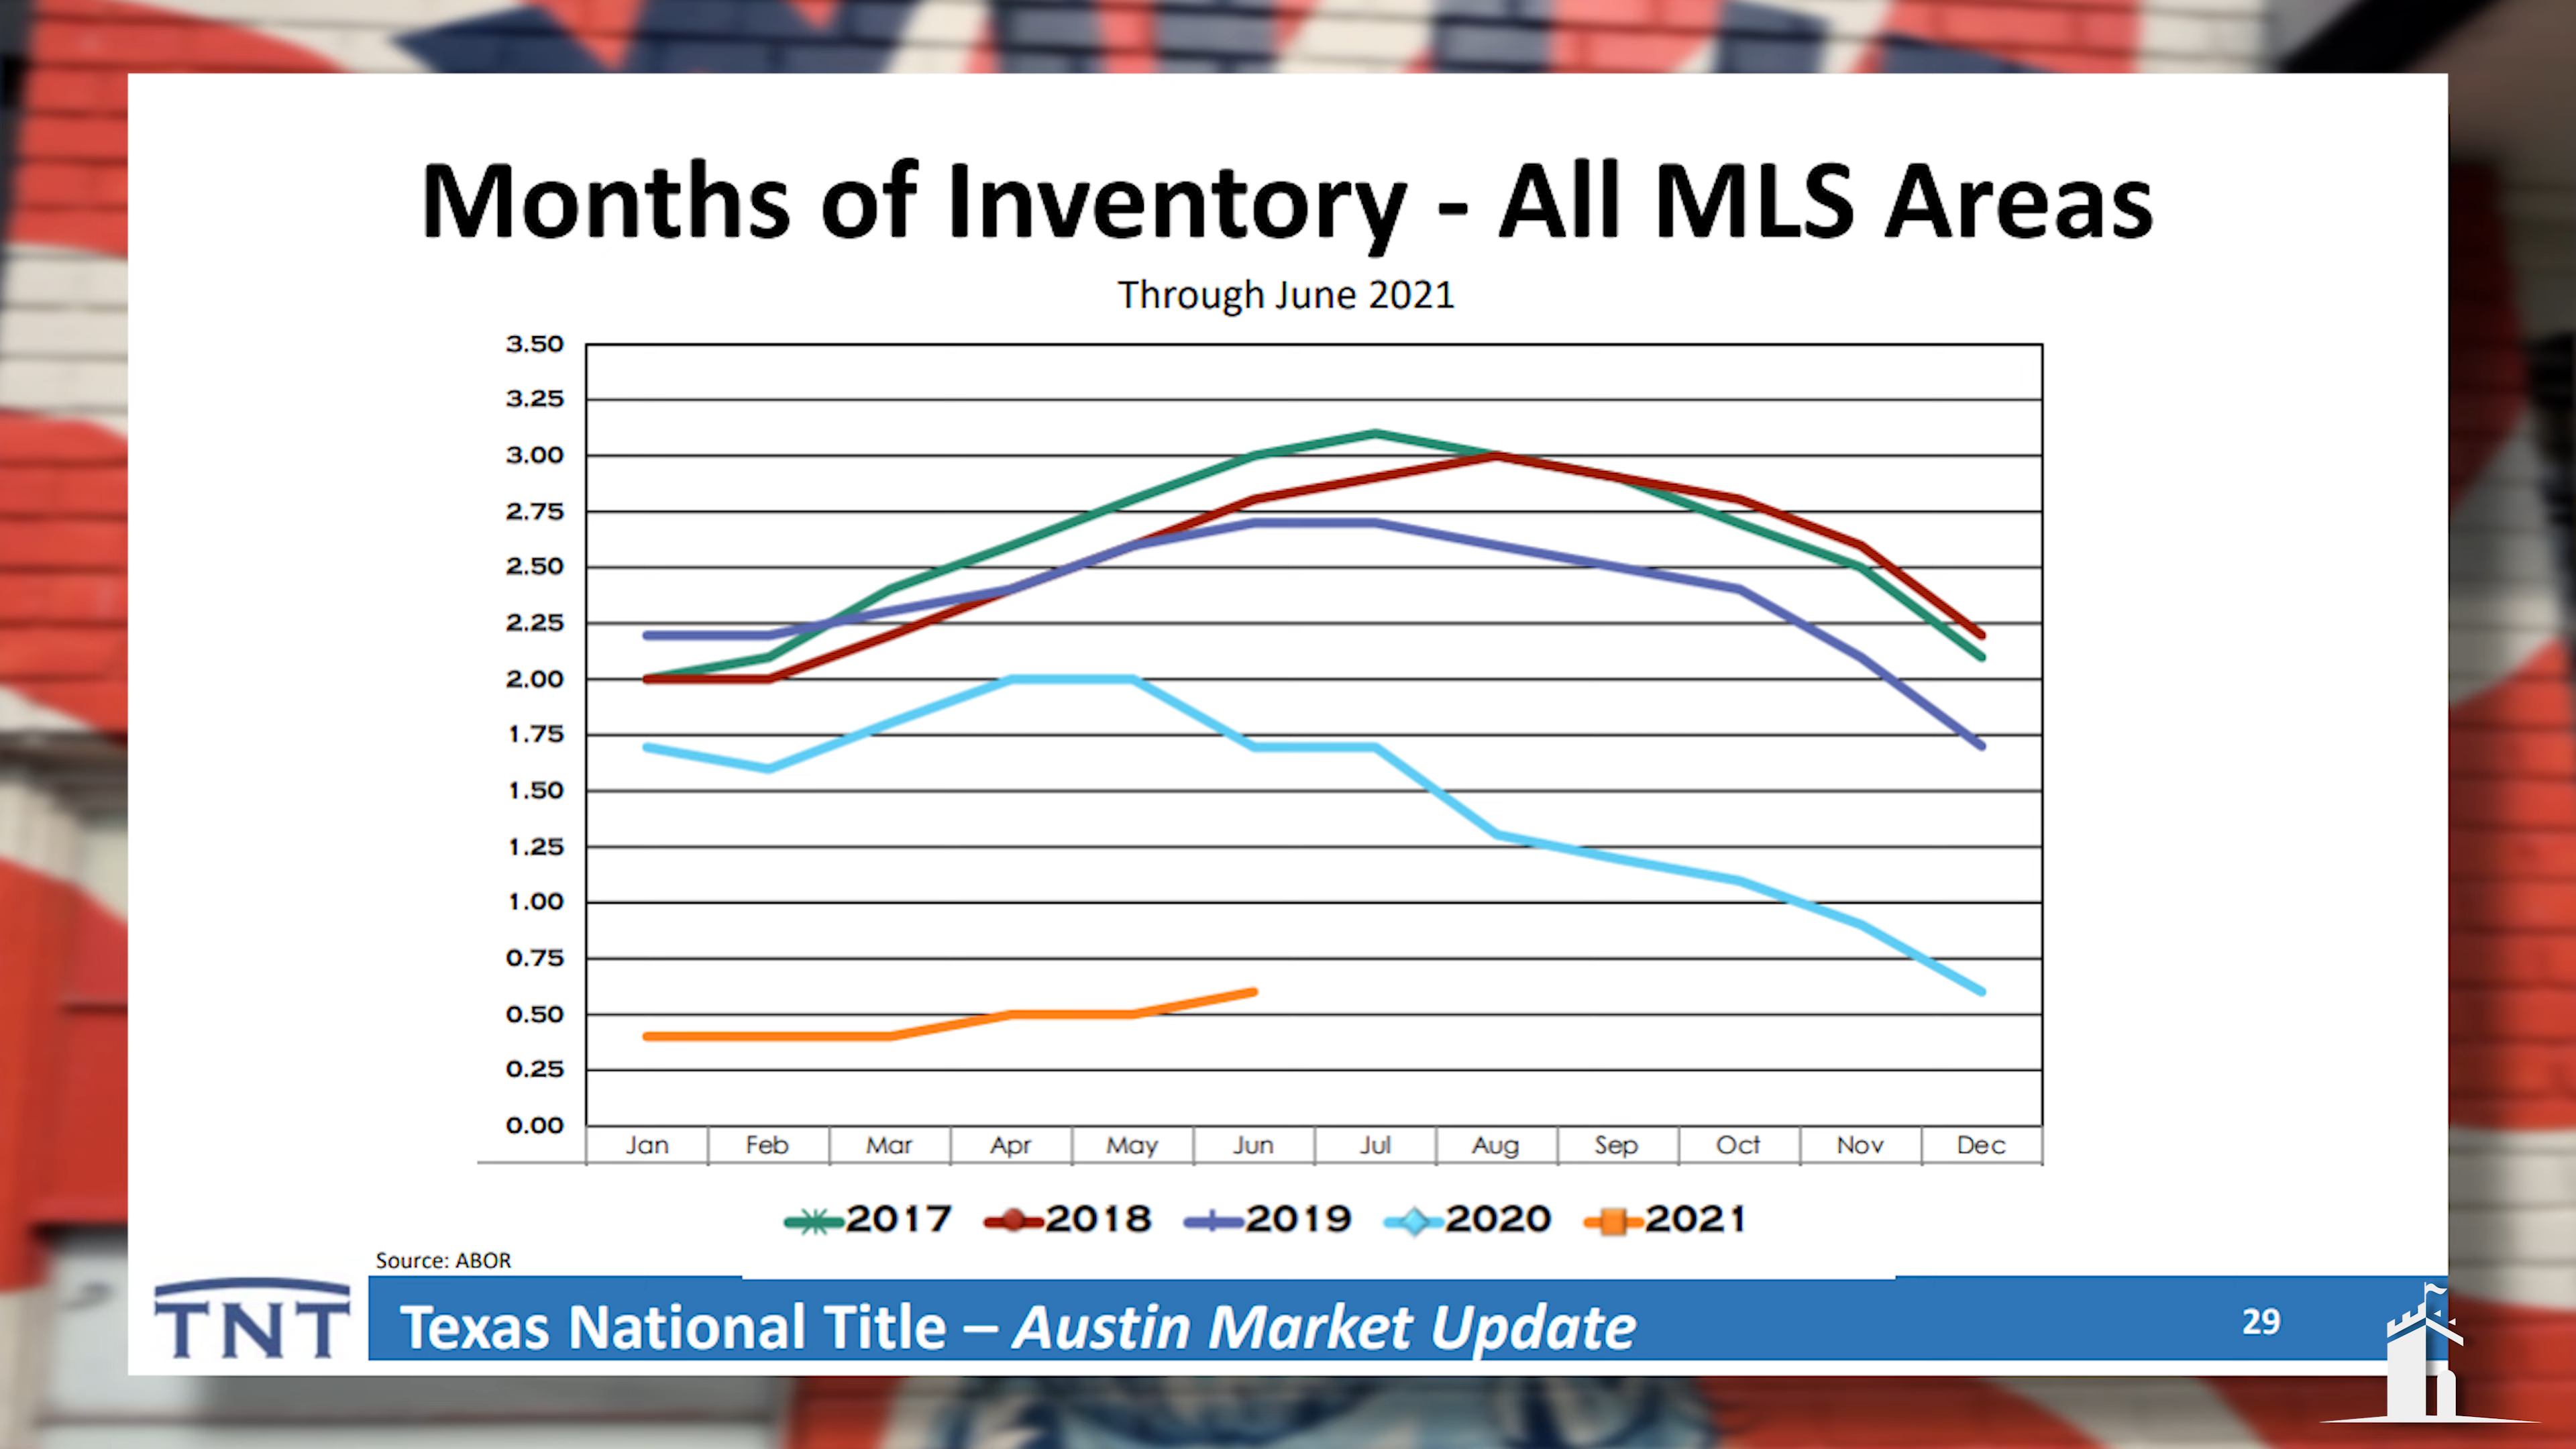 Months of Inventory - All MLS Areas
Through June 2021
3.50
3.25
3.00
2.75
2.50
2.25
2.00
1.75
1.50
1.25
1.00
0.75
0.50
0.25
0.00
Jan Feb Mar Apr May Jun Jul Aug Sep Oct Nov Dec
2017 2018 2019 2020 2021
Source: ABOR
TNT
Texas National Title – Austin Market Update
29